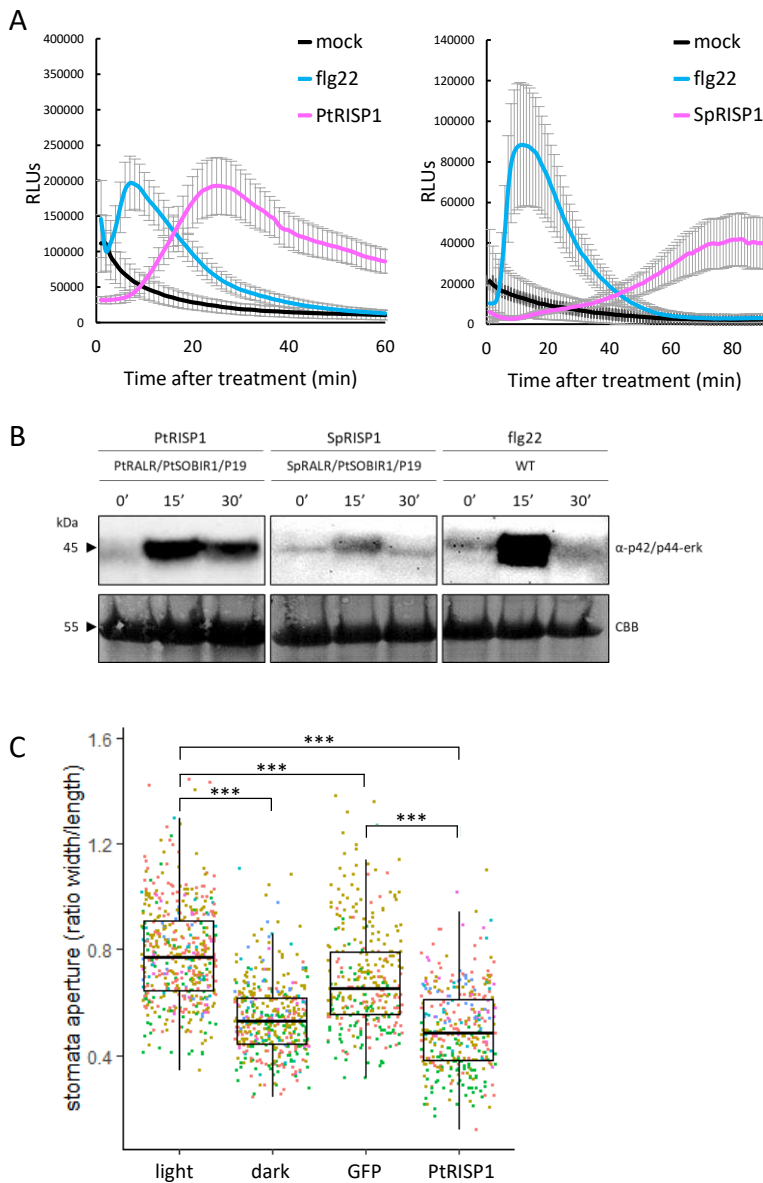 A
400000
350000
300000
250000
200000
150000
100000
50000
0
RLUs
mock
flg22
PtRISP1
0 20 40 60
Time after treatment (min)
140000
120000
100000
80000
60000
40000
20000
0
RLUs
mock
flg22
SpRISP1
0 20 40 60 80
Time after treatment (min)
B
PtRISP1 SpRISP1 flg22
PtRALR/PtSOBIR1/P19 SpRALR/PtSOBIR1/P19 WT
0’ 15’ 30’ 0’ 15’ 30’ 0’ 15’ 30’
kDa
45 α-p42/p44-erk
55 CBB
C
1.6
1.2
0.8
0.4
stomata aperture (ratio width/length)
***
***
*** ***
light dark GFP PtRISP1